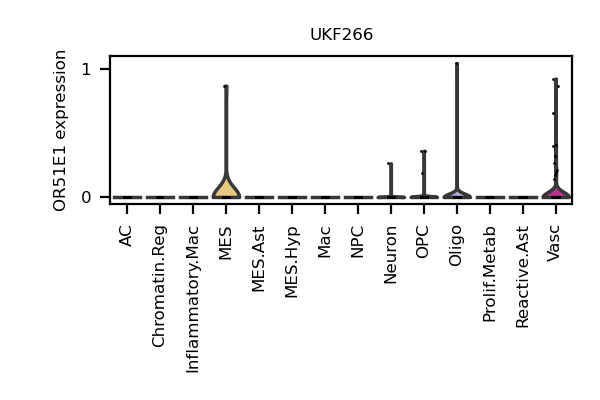 UKF266
OR51E1 expression
1
0
AC
Chromatin.Reg
Inflammatory.Mac
MES
MES.Ast
MES.Hyp
Mac
NPC
Neuron
OPC
Oligo
Prolif.Metab
Reactive.Ast
Vasc